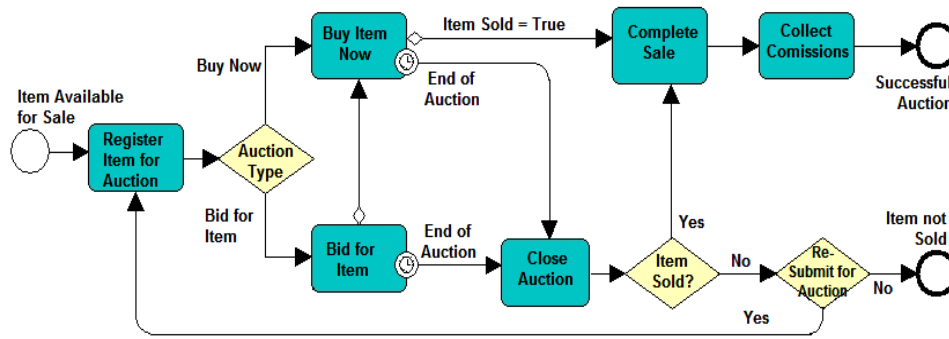 Item Available
for Sale
Register
Item for
Auction
Auction
Type
Buy Now
Bid for
Item
Buy Item
Now
Item Sold = True
End of
Auction
Bid for
Item
End of
Auction
Close
Auction
Complete
Sale
Collect
Comissions
Successful
Auction
Item
Sold?
Yes
No
Re-
Submit for
Auction
Yes
No
Item not
Sold